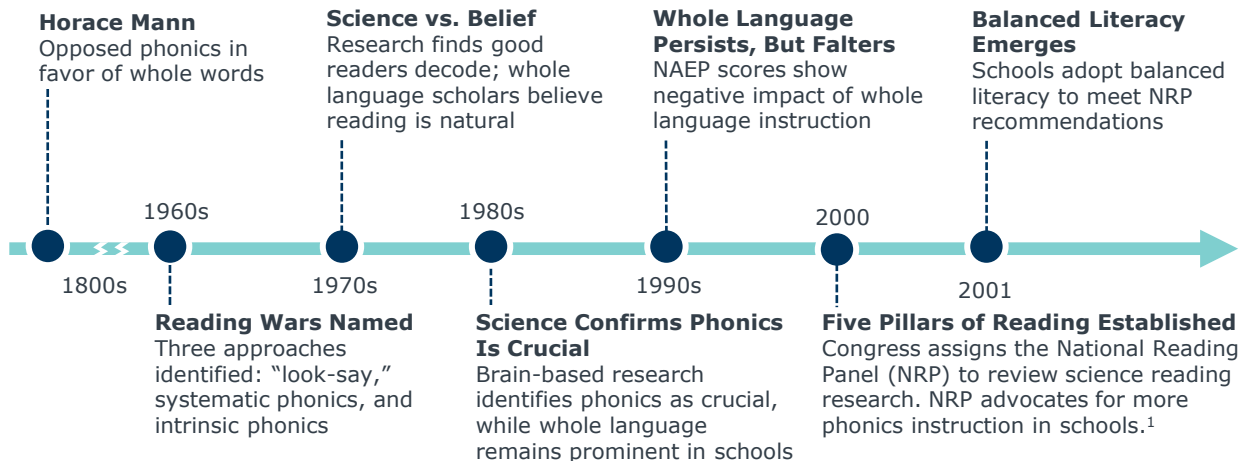 Horace Mann
Opposed phonics in
favor of whole words
Science vs. Belief
Research finds good
readers decode; whole
language scholars believe
reading is natural
Whole Language
Persists, But Falters
NAEP scores show
negative impact of whole
language instruction
Balanced Literacy
Emerges
Schools adopt balanced
literacy to meet NRP
recommendations
1960s
1980s
2000
1800s
1970s
1990s
2001
Reading Wars Named
Three approaches
identified: “look-say,”
systematic phonics, and
intrinsic phonics
Science Confirms Phonics
Is Crucial
Brain-based research
identifies phonics as crucial,
while whole language
remains prominent in schools
Five Pillars of Reading Established
Congress assigns the National Reading
Panel (NRP) to review science reading
research. NRP advocates for more
phonics instruction in schools.¹